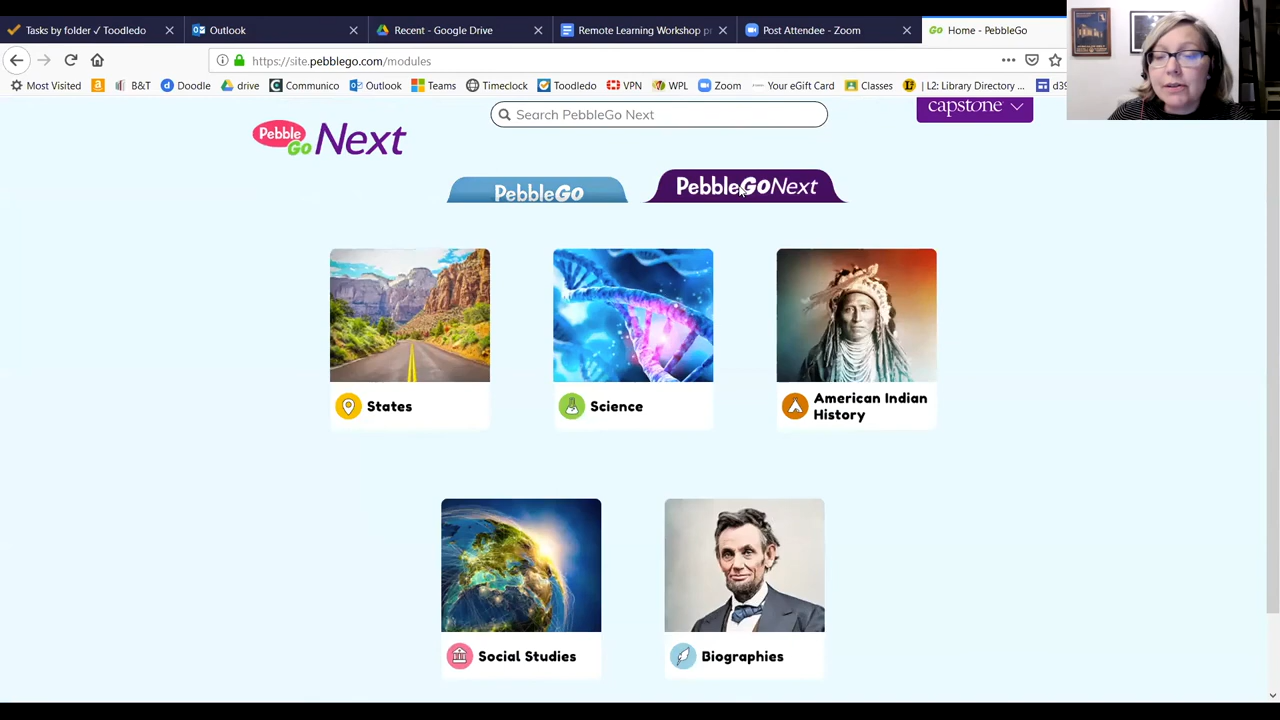 Tasks by folder ✓ Toodledo
Outlook
Recent - Google Drive
Remote Learning Workshop pr
Post Attendee - Zoom
Go Home - PebbleGo
https://site.pebblego.com/modules
Most Visited
a
B&T
Doodle
drive
Communico
Outlook
Teams
Timeclock
Toodledo
VPN
WPL
Zoom
Your eGift Card
Classes
| L2: Library Directory ...
d39
Search PebbleGo Next
capstone
Pebble Go Next
PebbleGo
PebbleGoNext
States
Science
American Indian
History
Social Studies
Biographies